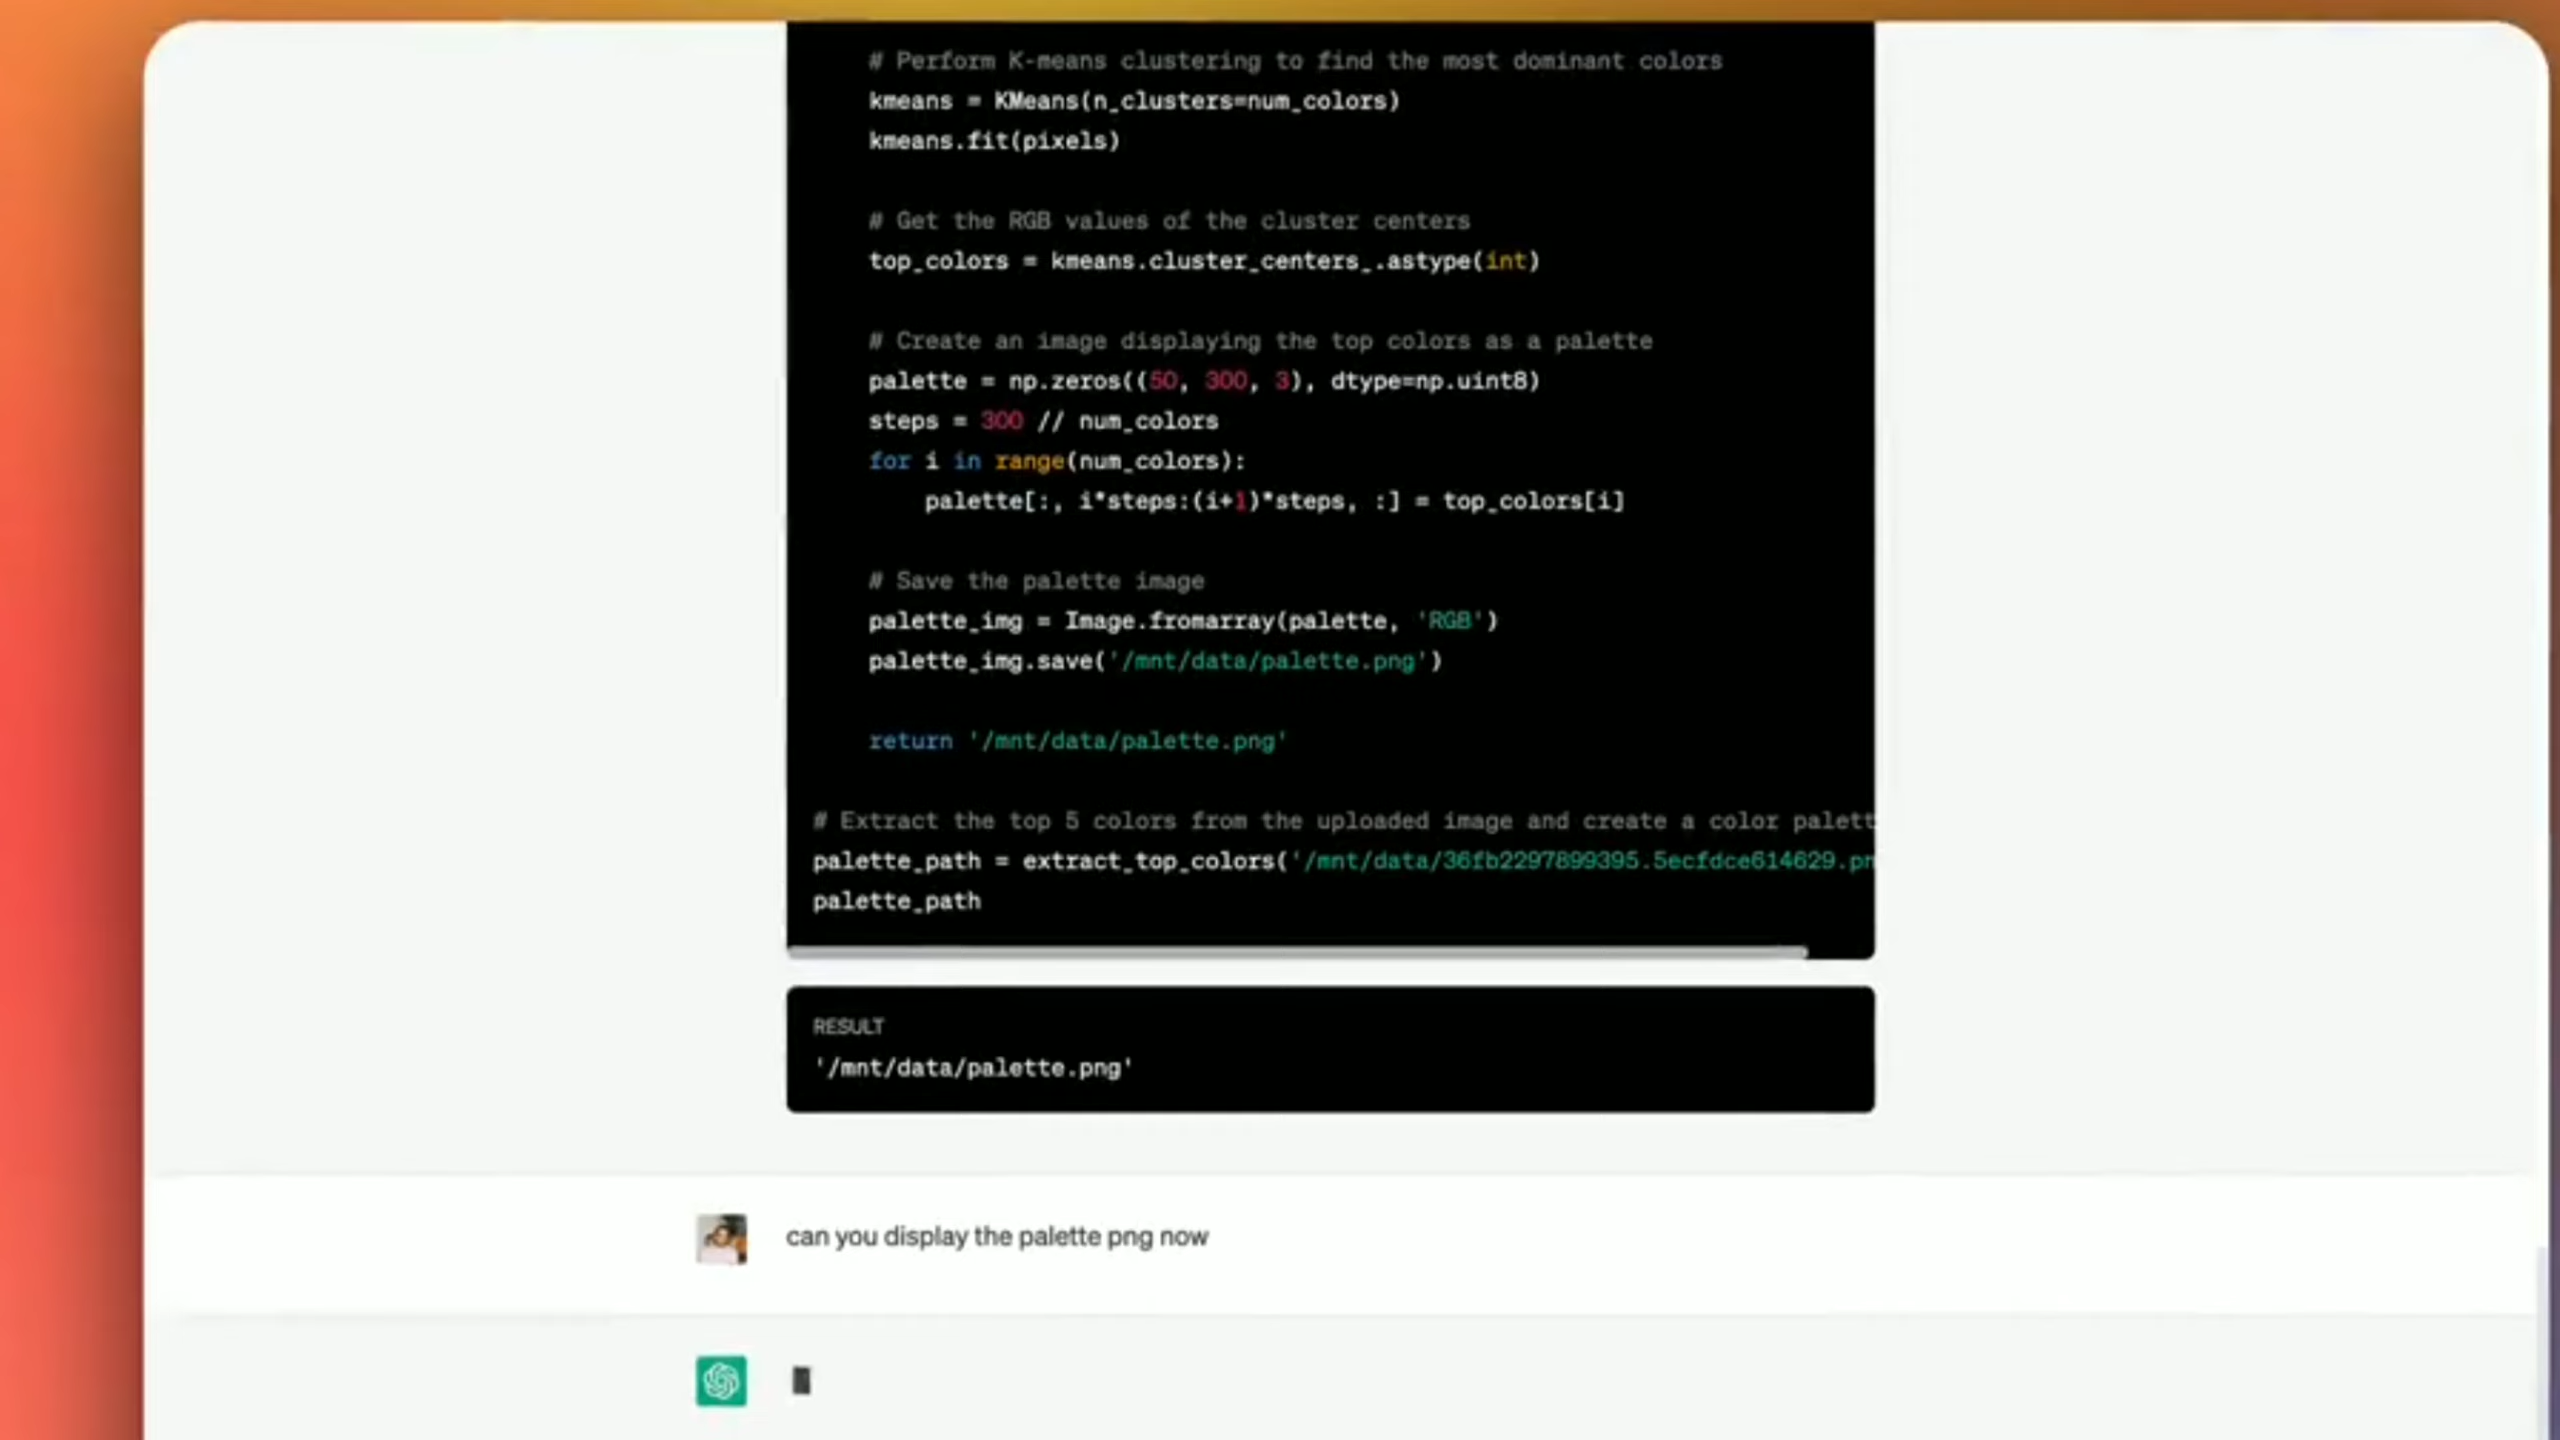 # Perform K-means clustering to find the most dominant colors
kmeans = KMeans(n_clusters=num_colors)
kmeans.fit(pixels)
# Get the RGB values of the cluster centers
top_colors = kmeans.cluster_centers_.astype(int)
# Create an image displaying the top colors as a palette
palette = np.zeros((50, 300, 3), dtype=np.uint8)
steps = 300 // num_colors
for i in range(num_colors):
palette[:, i*steps:(i+1)*steps, :] = top_colors[i]
# Save the palette image
palette_img = Image.fromarray(palette, 'RGB')
palette_img.save('/mnt/data/palette.png')
return '/mnt/data/palette.png'
# Extract the top 5 colors from the uploaded image and create a color palett
palette_path = extract_top_colors('/mnt/data/36fb2297899395.5ecfdce614629.pn
palette_path
RESULT
'/mnt/data/palette.png'
can you display the palette png now